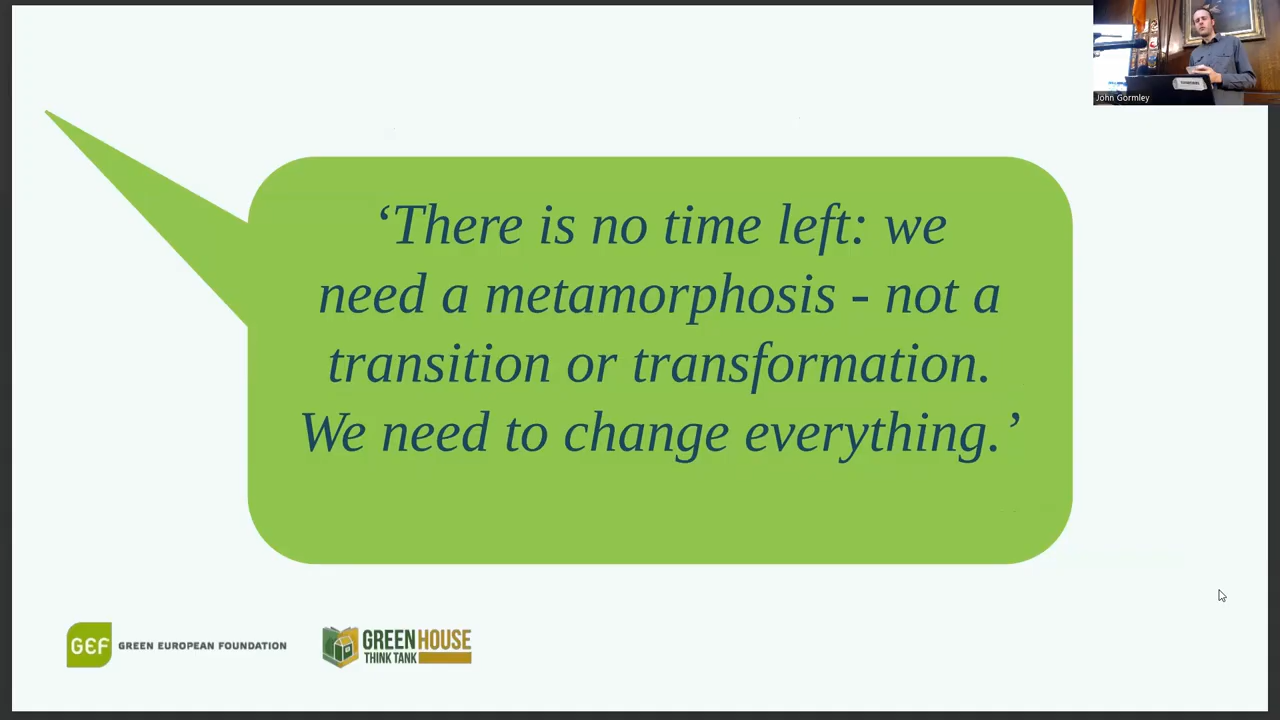 John Gormley
‘There is no time left: we
need a metamorphosis - not a
transition or transformation.
We need to change everything.’
GEF GREEN EUROPEAN FOUNDATION
GREEN HOUSE
THINK TANK